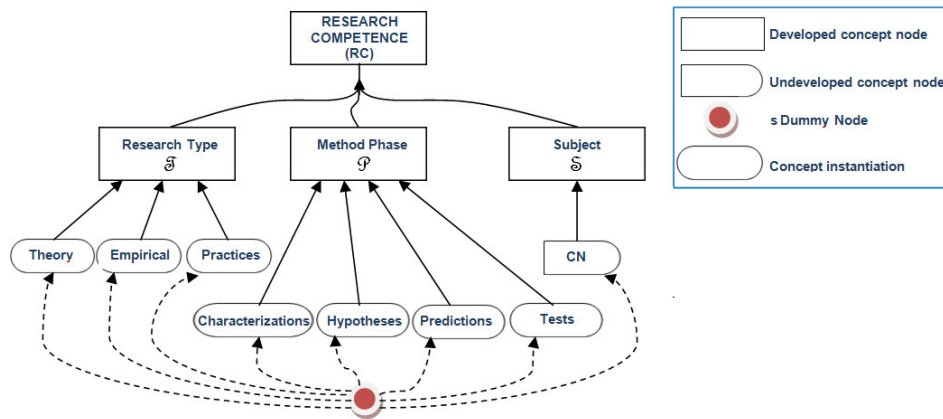 RESEARCH
COMPETENCE
(RC)
Research Type
𝒯
Method Phase
𝒫
Subject
𝒮
Theory
Empirical
Practices
CN
Characterizations
Hypotheses
Predictions
Tests
Developed concept node
Undeveloped concept node
s Dummy Node
Concept instantiation